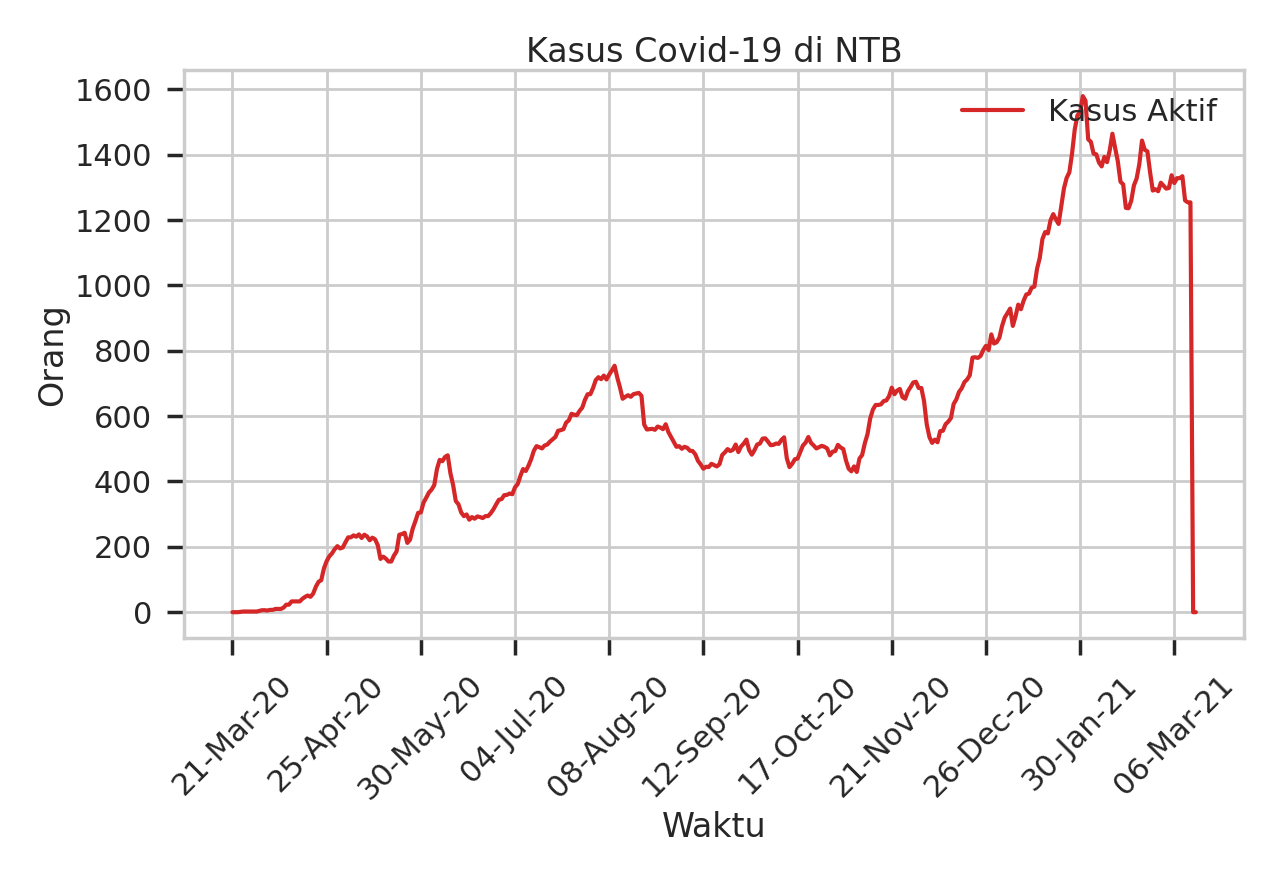 Kasus Covid-19 di NTB
Kasus Aktif
1600
1400
1200
1000
800
600
400
200
0
Orang
21-Mar-20
25-Apr-20
30-May-20
04-Jul-20
08-Aug-20
12-Sep-20
17-Oct-20
21-Nov-20
26-Dec-20
30-Jan-21
06-Mar-21
Waktu